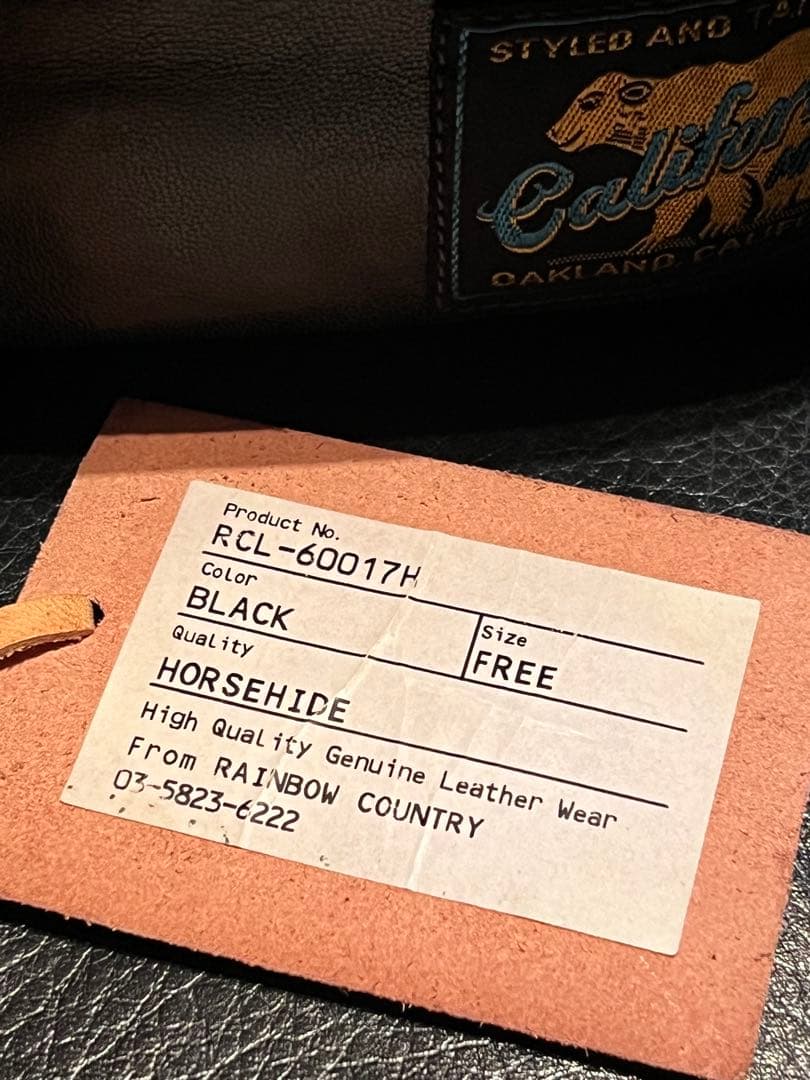 STYLED AND
Califor
OAKLAND CALIF
Product No.
RCL-60017H
Color
BLACK
Size
FREE
Quality
HORSEHIDE
High Quality Genuine Leather Wear
From RAINBOW COUNTRY
03-5823-6222